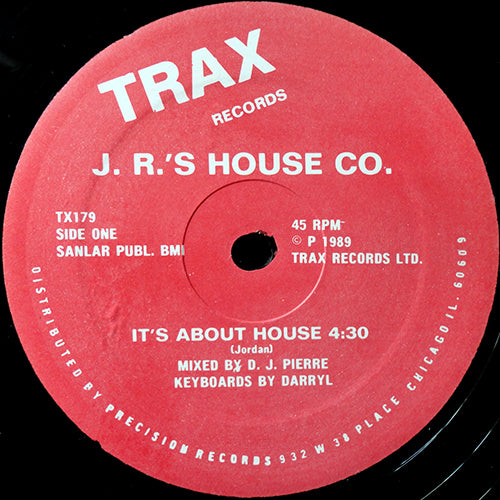 TRAX
RECORDS
J. R.'S HOUSE CO.
TX179
SIDE ONE
SANLAR PUBL. BMI
45 RPM
© P 1989
TRAX RECORDS LTD.
IT'S ABOUT HOUSE 4:30
(Jordan)
MIXED BY D. J. PIERRE
KEYBOARDS BY DARRYL
DISTRIBUTED BY PRECISION RECORDS 932 W 38 PLACE CHICAGO IL. 60609